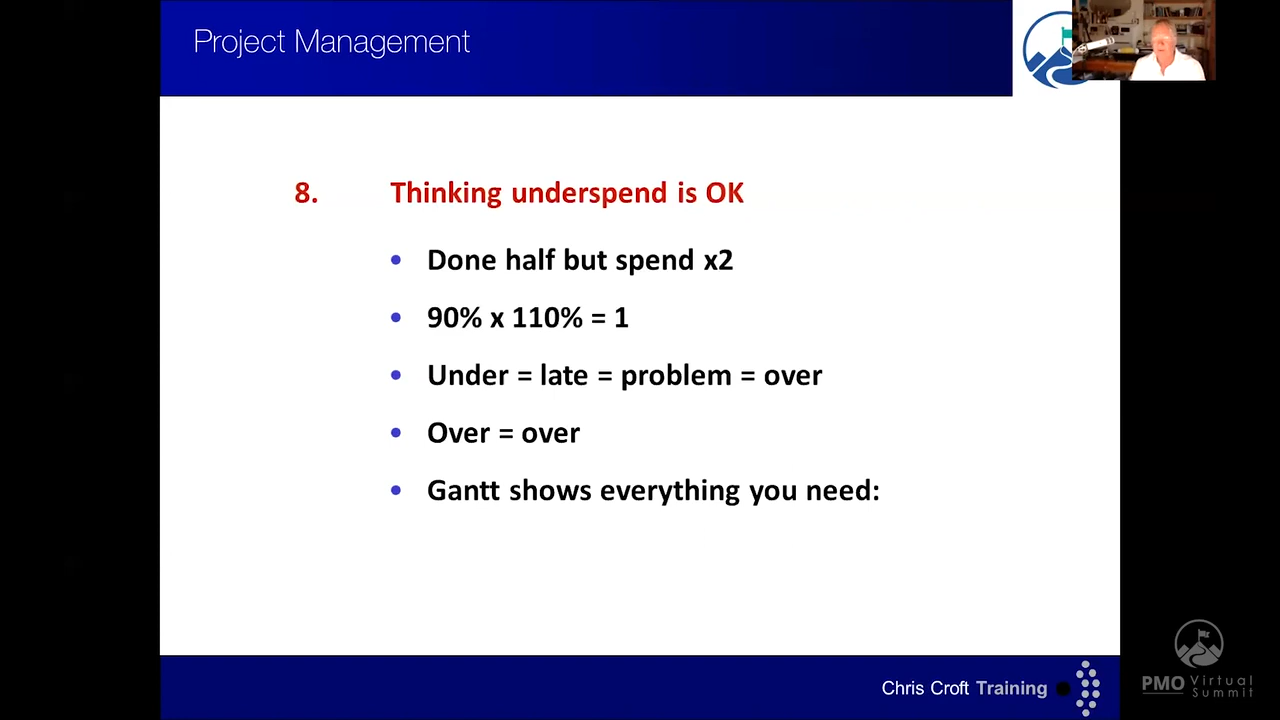 Project Management
8. Thinking underspend is OK
• Done half but spend x2
• 90% x 110% = 1
• Under = late = problem = over
• Over = over
• Gantt shows everything you need:
Chris Croft Training
PMO Virtual Summit